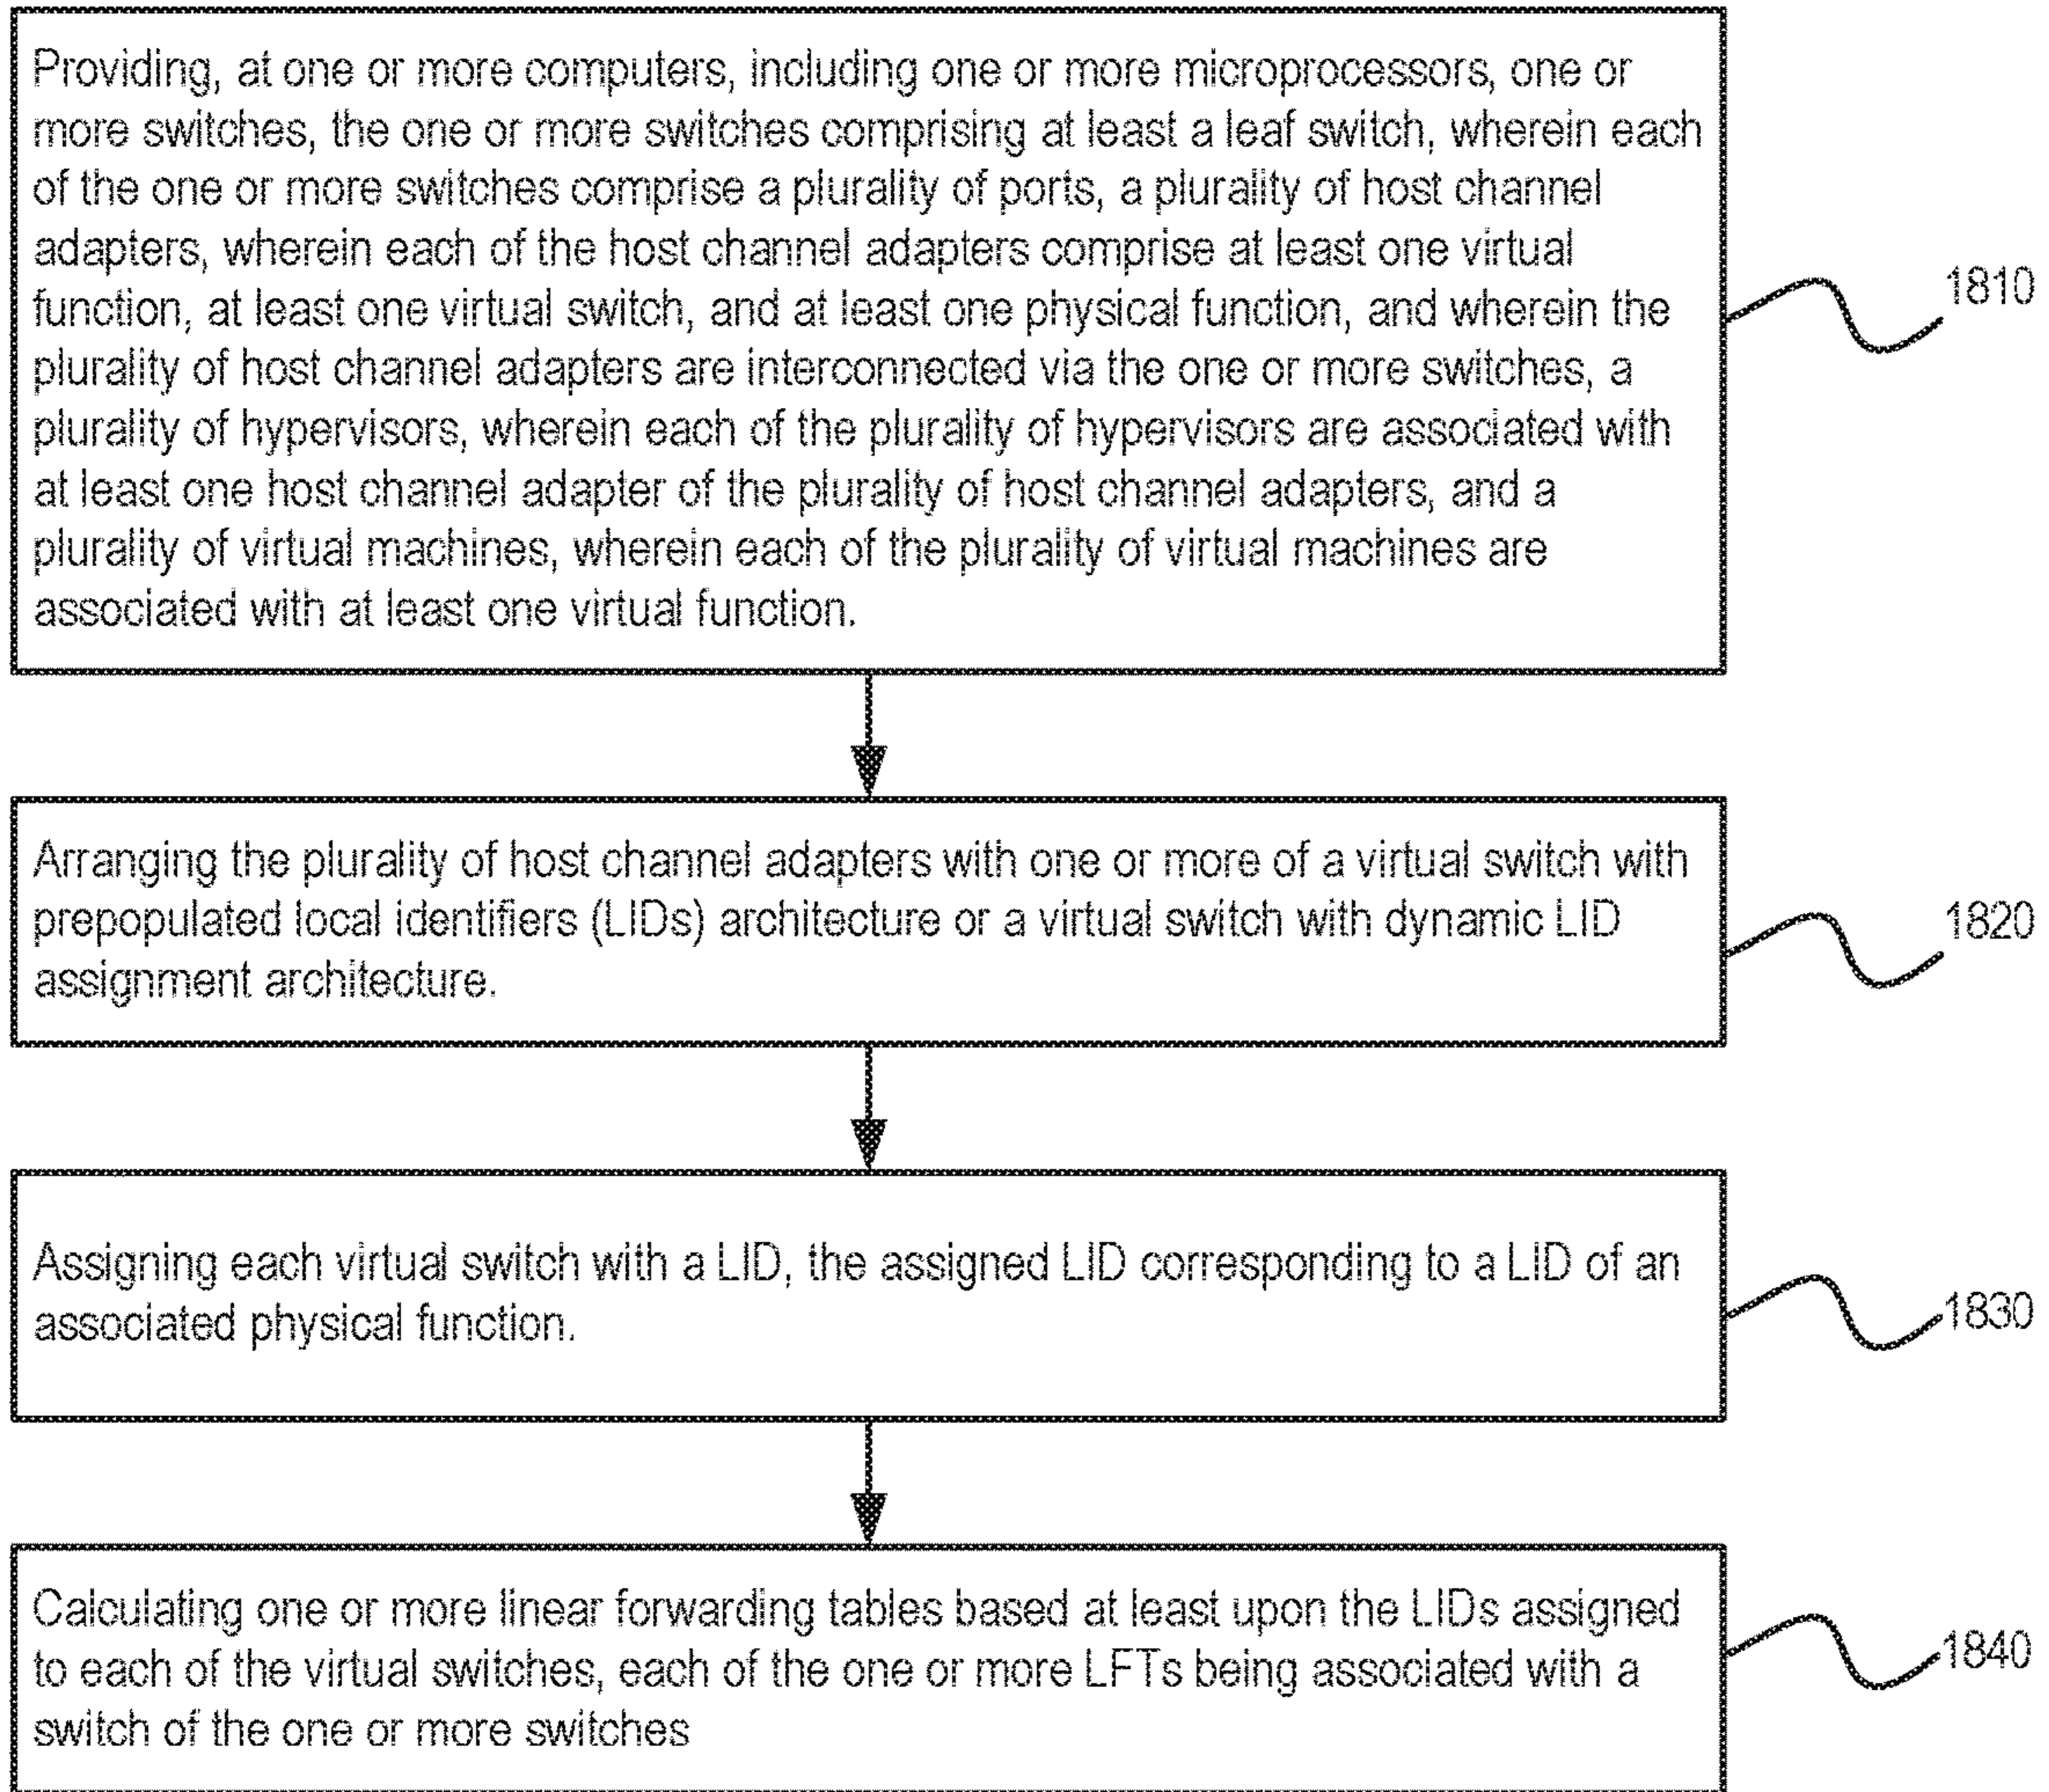 Providing, at one or more computers, including one or more microprocessors, one or
more switches, the one or more switches comprising at least a leaf switch, wherein each
of the one or more switches comprise a plurality of ports, a plurality of host channel
adapters, wherein each of the host channel adapters comprise at least one virtual
function, at least one virtual switch, and at least one physical function, and wherein the
plurality of host channel adapters are interconnected via the one or more switches, a
plurality of hypervisors, wherein each of the plurality of hypervisors are associated with
at least one host channel adapter of the plurality of host channel adapters, and a
plurality of virtual machines, wherein each of the plurality of virtual machines are
associated with at least one virtual function.
1810
Arranging the plurality of host channel adapters with one or more of a virtual switch with
prepopulated local identifiers (LIDs) architecture or a virtual switch with dynamic LID
assignment architecture.
1820
Assigning each virtual switch with a LID, the assigned LID corresponding to a LID of an
associated physical function.
1830
Calculating one or more linear forwarding tables based at least upon the LIDs assigned
to each of the virtual switches, each of the one or more LFTs being associated with a
switch of the one or more switches
1840